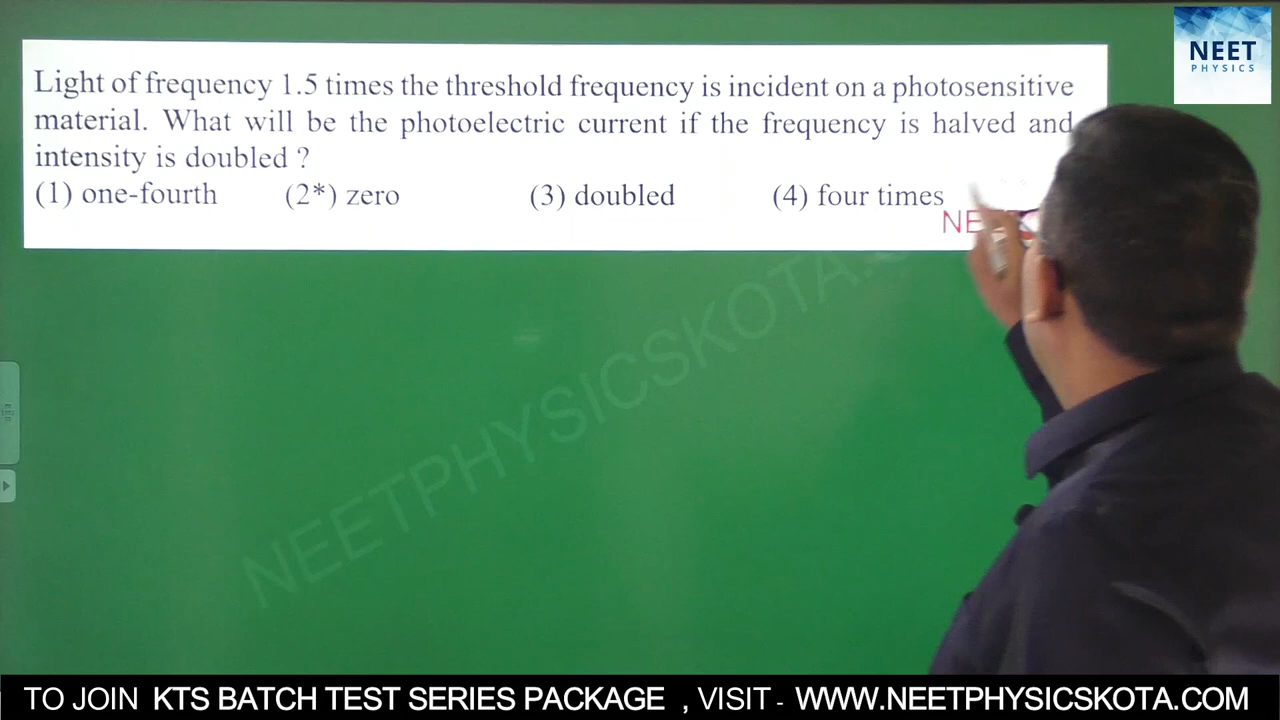 NEET
PHYSICS
Light of frequency 1.5 times the threshold frequency is incident on a photosensitive
material. What will be the photoelectric current if the frequency is halved and
intensity is doubled ?
(1) one-fourth (2*) zero (3) doubled (4) four times
NEETPHYSICSKOTA.
TO JOIN KTS BATCH TEST SERIES PACKAGE , VISIT - WWW.NEETPHYSICSKOTA.COM